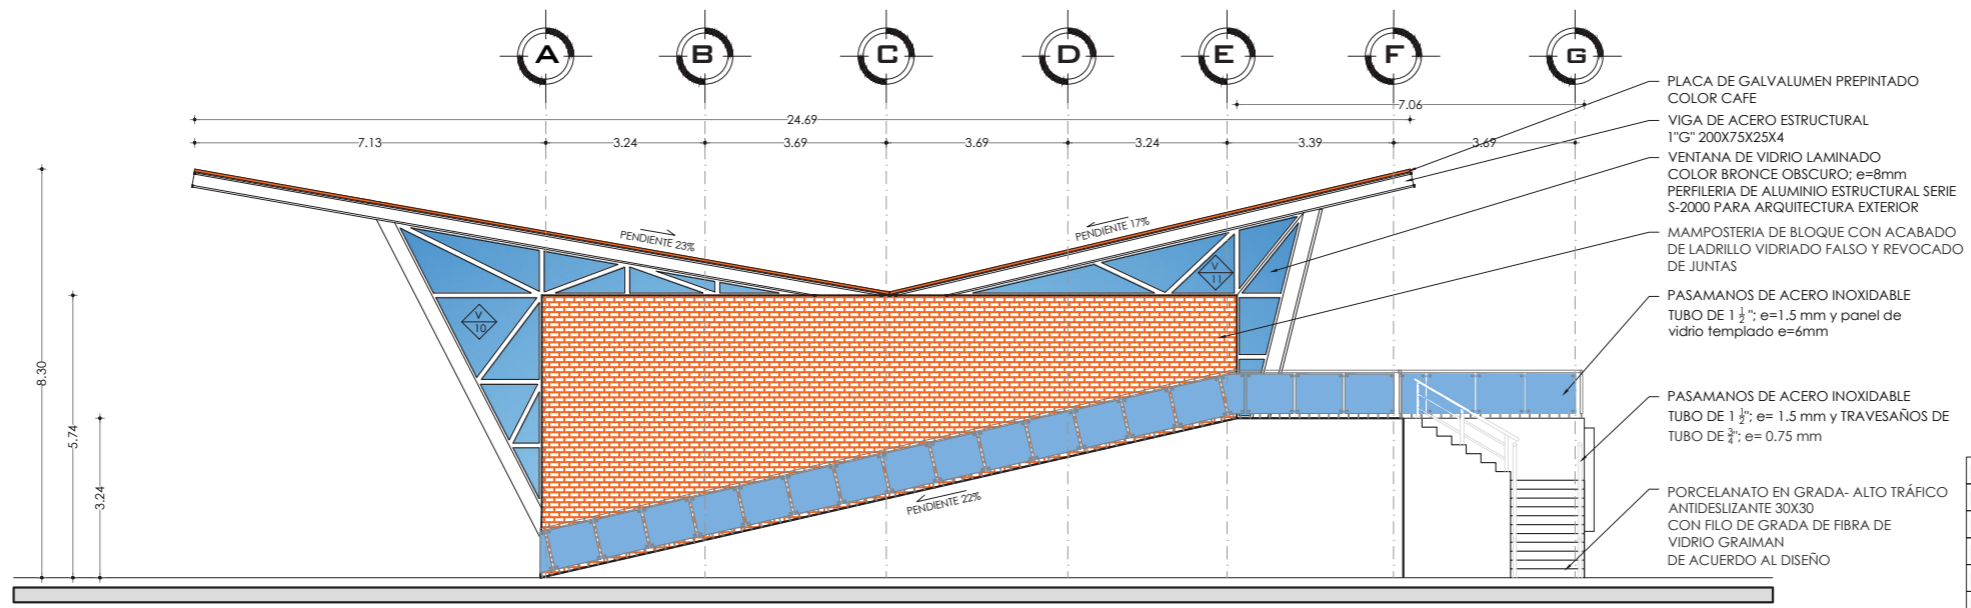 A B C D E F G
7.06
24.69
7.13 3.24 3.69 3.69 3.24 3.39 3.69
PLACA DE GALVALUMEN PREPINTADO
COLOR CAFE
VIGA DE ACERO ESTRUCTURAL
1"G" 200X75X25X4
VENTANA DE VIDRIO LAMINADO
COLOR BRONCE OBSCURO; e=8mm
PERFILERIA DE ALUMINIO ESTRUCTURAL SERIE
S-2000 PARA ARQUITECTURA EXTERIOR
MAMPOSTERIA DE BLOQUE CON ACABADO
DE LADRILLO VIDRIADO FALSO Y REVOCADO
DE JUNTAS
PASAMANOS DE ACERO INOXIDABLE
TUBO DE 1 ½"; e=1.5 mm y panel de
vidrio templado e=6mm
PASAMANOS DE ACERO INOXIDABLE
TUBO DE 1 ½"; e= 1.5 mm y TRAVESAÑOS DE
TUBO DE ¾"; e= 0.75 mm
PORCELANATO EN GRADA- ALTO TRÁFICO
ANTIDESLIZANTE 30X30
CON FILO DE GRADA DE FIBRA DE
VIDRIO GRAIMAN
DE ACUERDO AL DISEÑO
PENDIENTE 23%
PENDIENTE 17%
V
11
V
10
8.30
5.74
3.24
PENDIENTE 22%